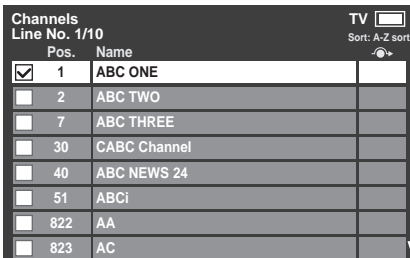 Channels TV
Line No. 1/10 Sort: A-Z sort
Pos. Name
1 ABC ONE
2 ABC TWO
7 ABC THREE
30 CABC Channel
40 ABC NEWS 24
51 ABCi
822 AA
823 AC